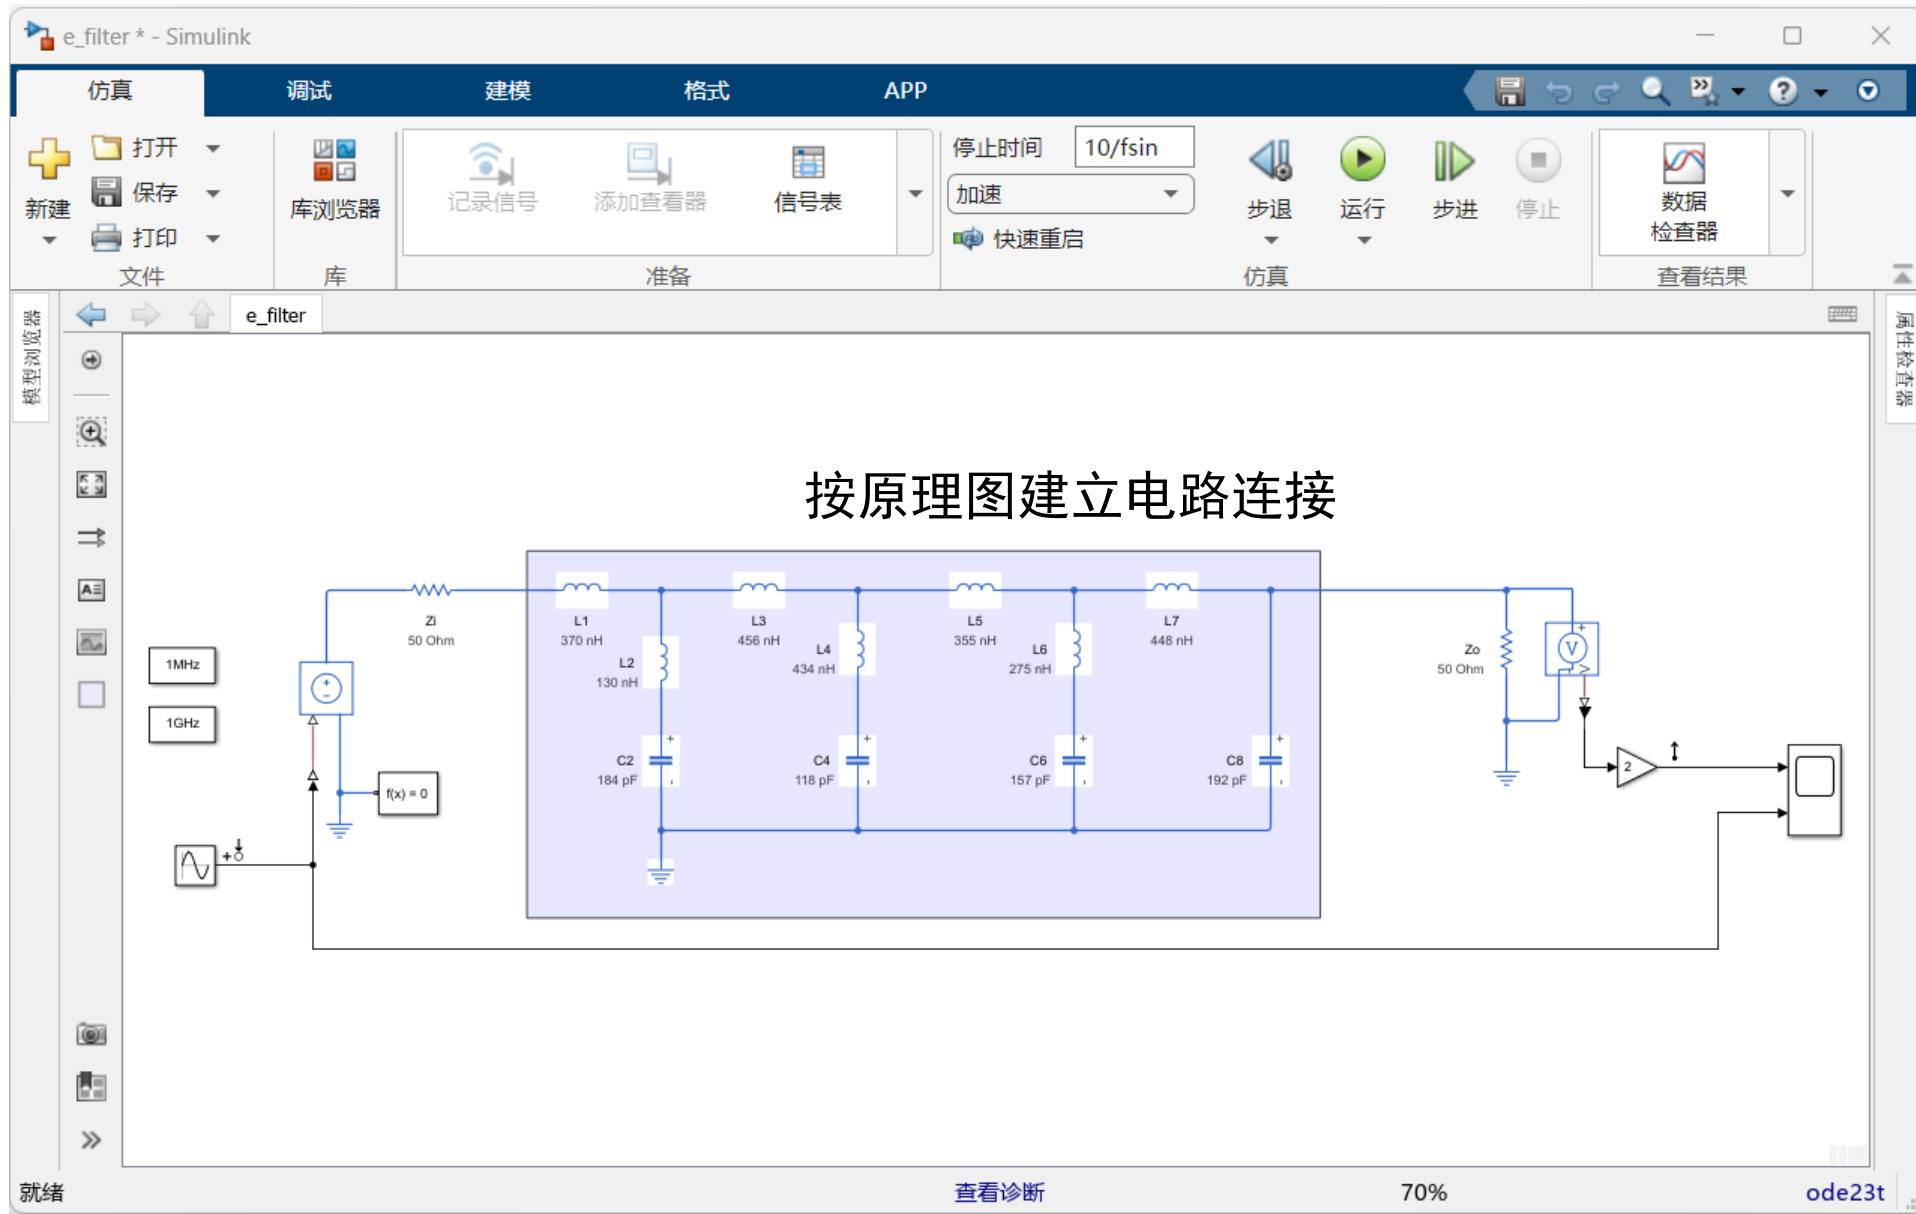 e_filter * - Simulink
仿真 调试 建模 格式 APP
新建
打开
保存
打印
文件
库浏览器
库
记录信号
添加查看器
信号表
准备
停止时间 10/fsin
加速
快速重启
步退
运行
步进
停止
仿真
数据
检查器
查看结果
模型浏览器
e_filter
属性检查器
按原理图建立电路连接
1MHz
1GHz
f(x) = 0
Zi
50 Ohm
L1
370 nH
L2
130 nH
C2
184 pF
L3
456 nH
L4
434 nH
C4
118 pF
L5
355 nH
L6
275 nH
C6
157 pF
L7
448 nH
C8
192 pF
Zo
50 Ohm
V
2
就绪
查看诊断
70%
ode23t